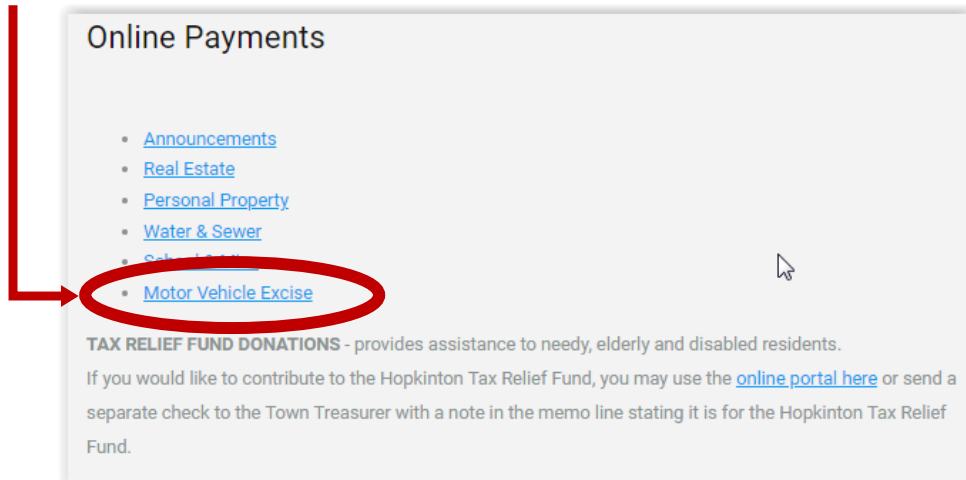 Online Payments
Announcements
Real Estate
Personal Property
Water & Sewer
School &
Motor Vehicle Excise
TAX RELIEF FUND DONATIONS - provides assistance to needy, elderly and disabled residents.
If you would like to contribute to the Hopkinton Tax Relief Fund, you may use the online portal here or send a
separate check to the Town Treasurer with a note in the memo line stating it is for the Hopkinton Tax Relief
Fund.